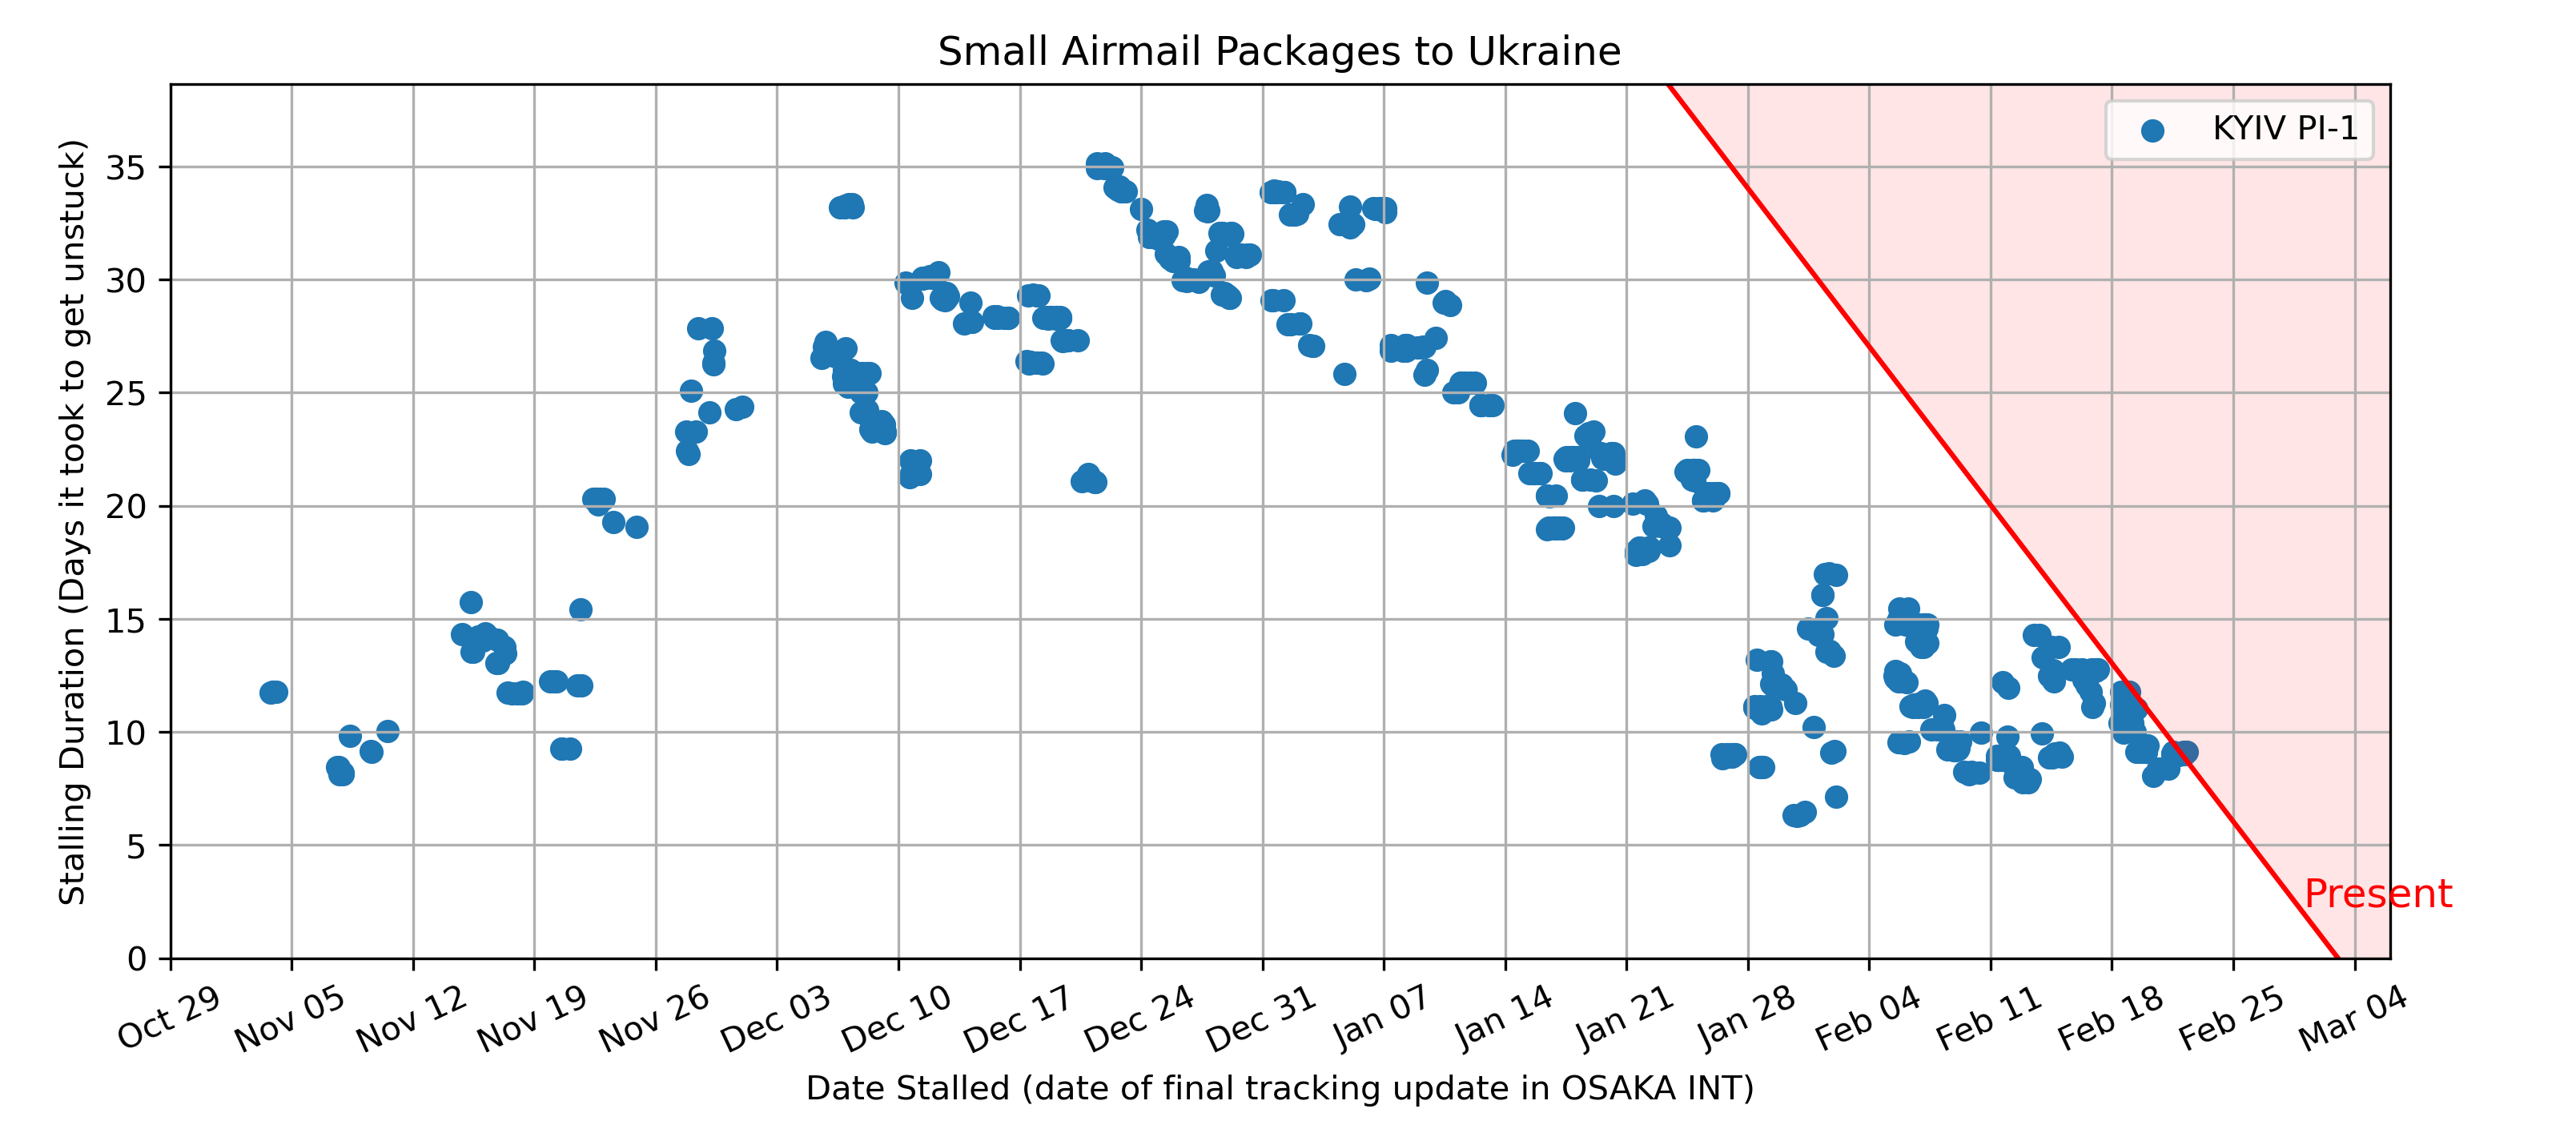 Small Airmail Packages to Ukraine
KYIV PI-1
Stalling Duration (Days it took to get unstuck)
35
30
25
20
15
10
5
0
Present
Oct 29
Nov 05
Nov 12
Nov 19
Nov 26
Dec 03
Dec 10
Dec 17
Dec 24
Dec 31
Jan 07
Jan 14
Jan 21
Jan 28
Feb 04
Feb 11
Feb 18
Feb 25
Mar 04
Date Stalled (date of final tracking update in OSAKA INT)